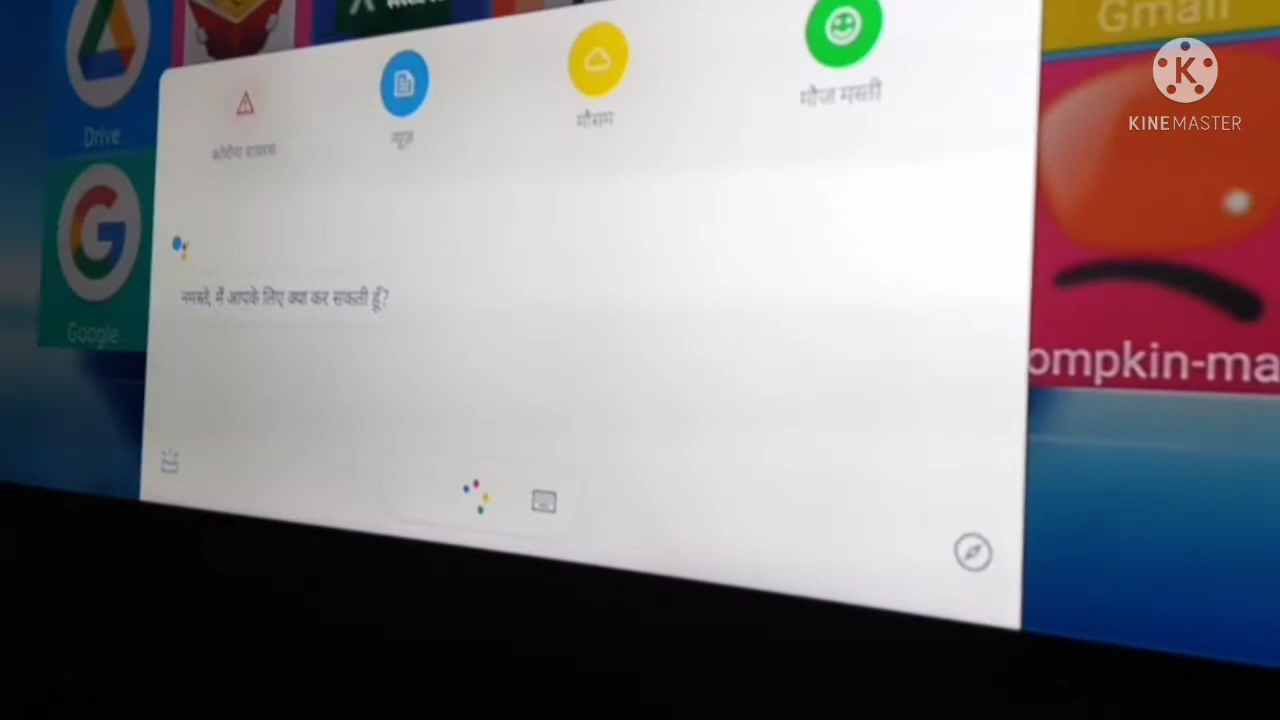 Gmail
K
KINEMASTER
Drive
कोरोना वायरस
न्यूज़
मौसम
मौज मस्ती
Google
नमस्ते, मैं आपके लिए क्या कर सकती हूँ?
ompkin-ma